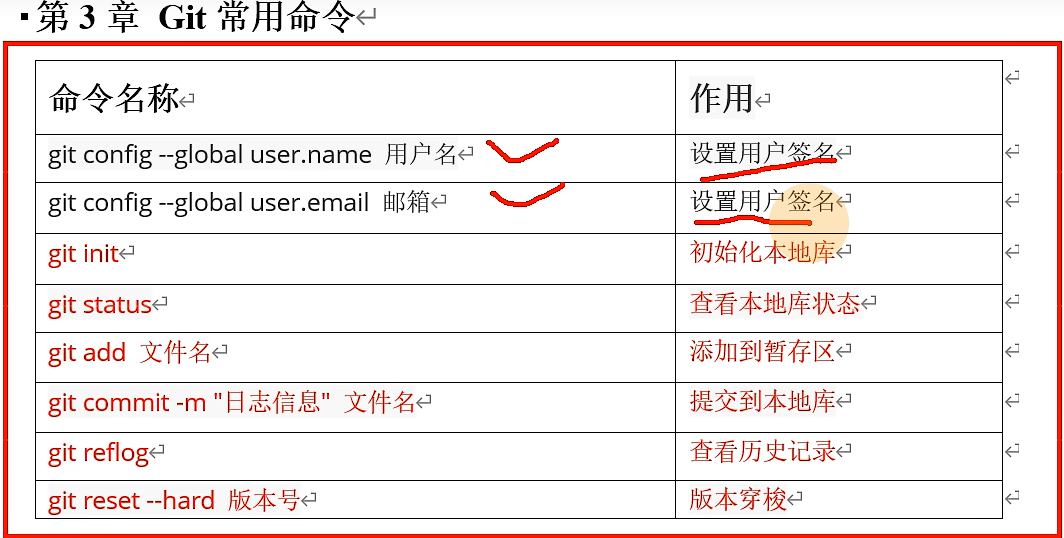 第 3 章 Git 常用命令
命令名称 作用
git config --global user.name 用户名 设置用户签名
git config --global user.email 邮箱 设置用户签名
git init 初始化本地库
git status 查看本地库状态
git add 文件名 添加到暂存区
git commit -m "日志信息" 文件名 提交到本地库
git reflog 查看历史记录
git reset --hard 版本号 版本穿梭